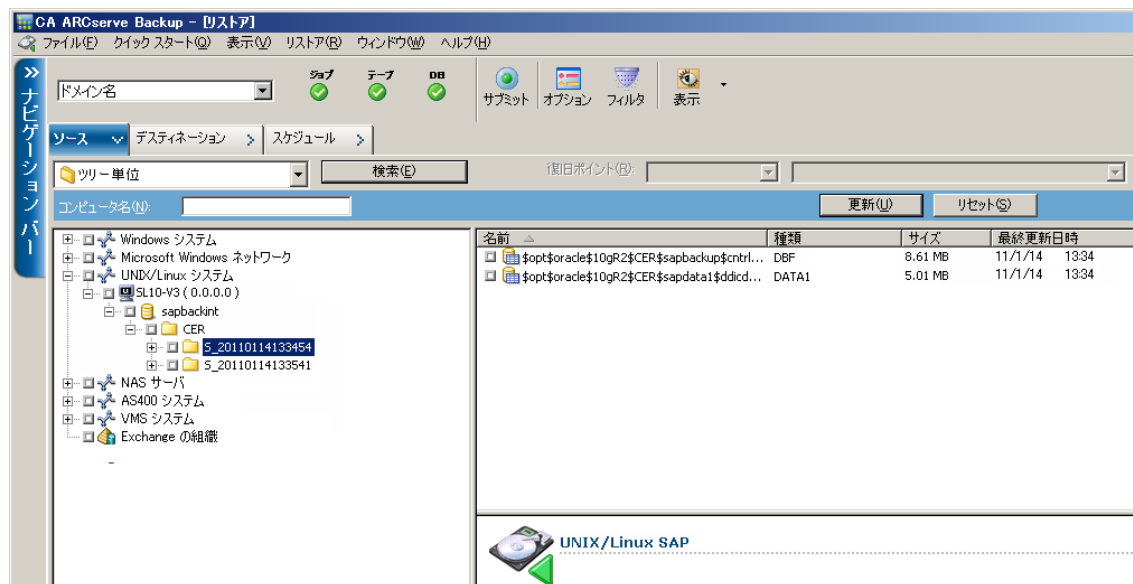 CA ARCserve Backup - [リストア]
ファイル(F) クイック スタート(Q) 表示(V) リストア(R) ウィンドウ(W) ヘルプ(H)
ナビゲーション バー
ドメイン名
ジョブ テープ DB
サブミット オプション フィルタ 表示
ソース デスティネーション スケジュール
ツリー単位 検索(E) 復旧ポイント(R):
コンピュータ名(N): 更新(U) リセット(S)
Windows システム
Microsoft Windows ネットワーク
UNIX/Linux システム
SL10-V3 ( 0.0.0.0 )
sapbackint
CER
S_20110114133454
S_20110114133541
NAS サーバ
AS400 システム
VMS システム
Exchange の組織
名前 種類 サイズ 最終更新日時
$opt$oracle$10gR2$CER$sapbackup$cntrl... DBF 8.61 MB 11/1/14 13:34
$opt$oracle$10gR2$CER$sapdata1$ddicd... DATA1 5.01 MB 11/1/14 13:34
UNIX/Linux SAP